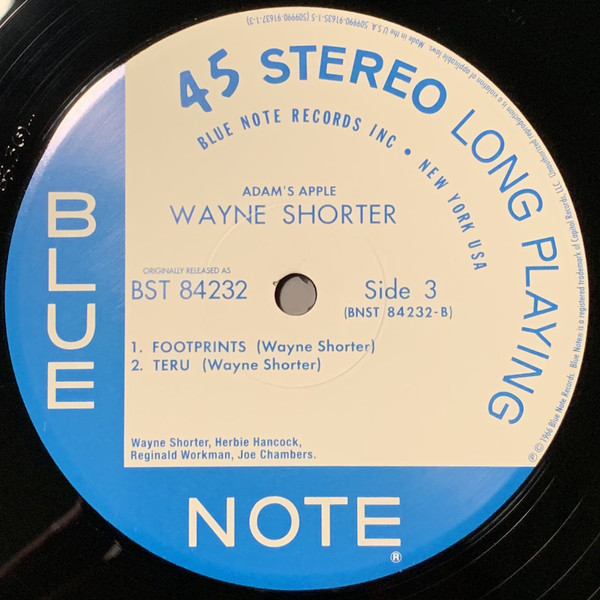 45 STEREO LONG PLAYING
BLUE NOTE RECORDS INC • NEW YORK USA
ADAM'S APPLE
WAYNE SHORTER
ORIGINALLY RELEASED AS
BST 84232
Side 3
(BNST 84232-B)
1. FOOTPRINTS (Wayne Shorter)
2. TERU (Wayne Shorter)
Wayne Shorter, Herbie Hancock,
Reginald Workman, Joe Chambers.
BLUE
NOTE®
℗ © 1966 Blue Note Records. Blue Note® is a registered trademark of Capitol Records, LLC. Unauthorized reproduction is a violation of applicable laws. Made in the U.S.A. 509990-91635-1-5 (509990-91637-1-3)